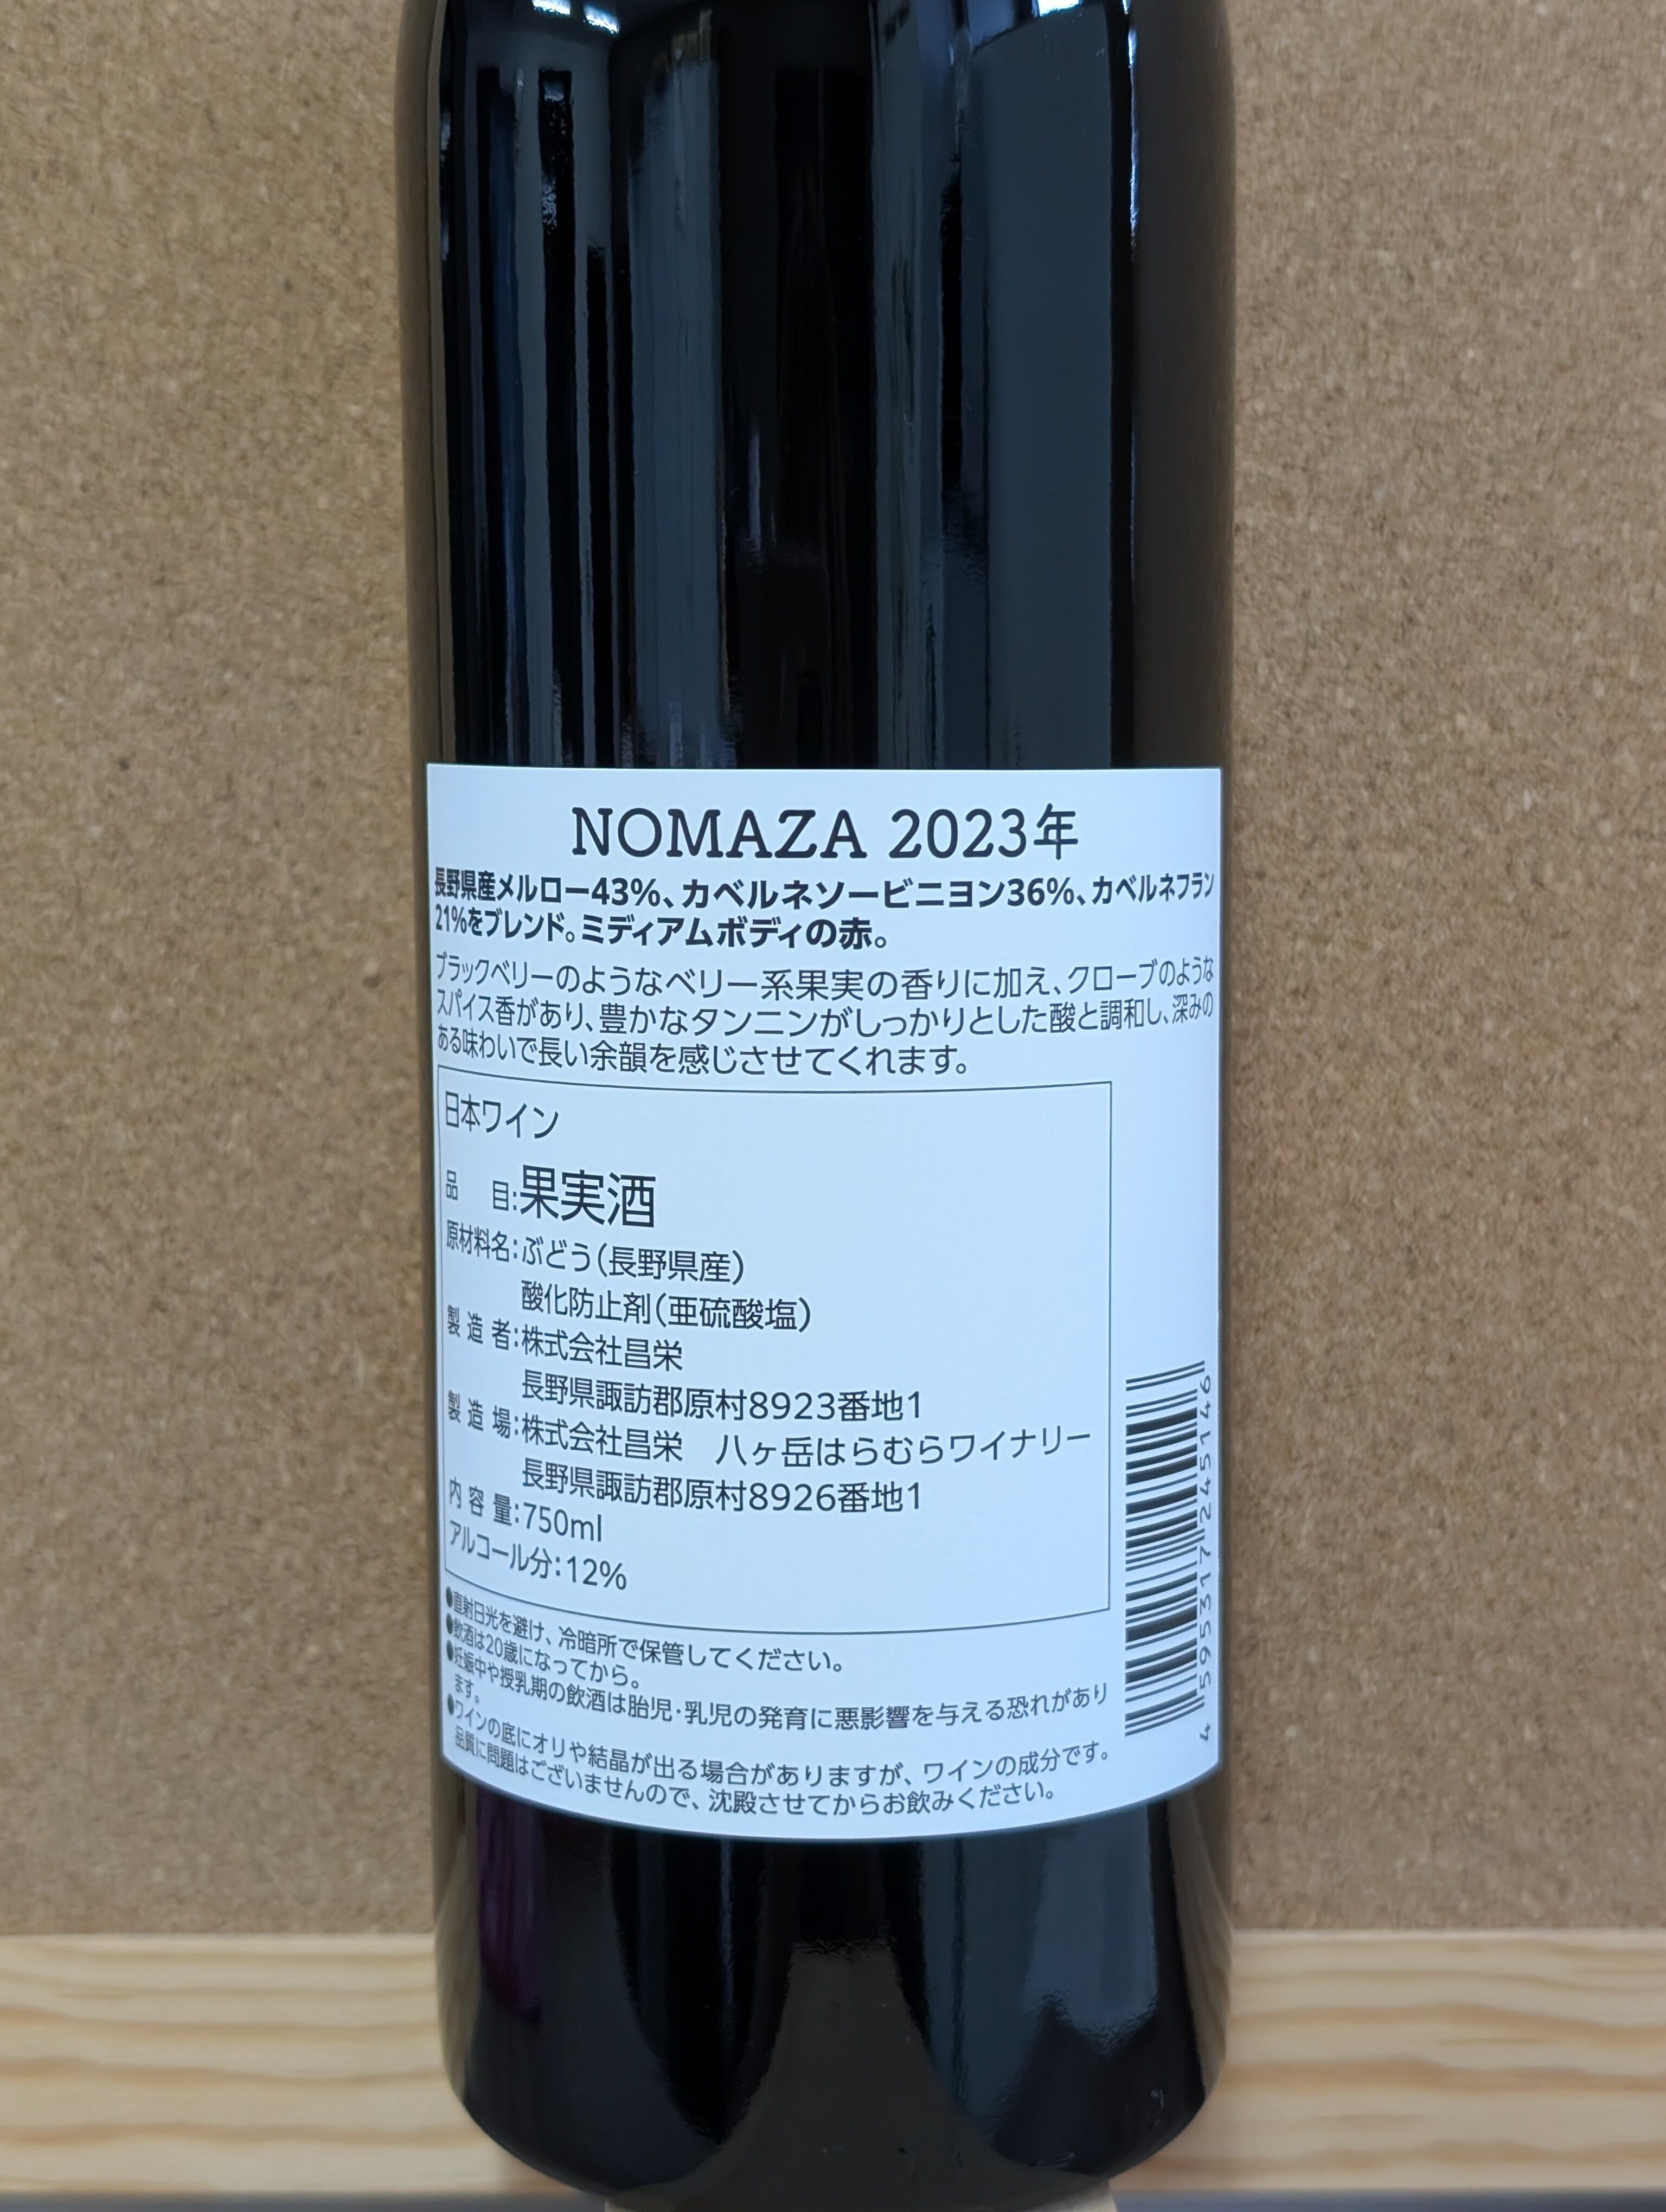 NOMAZA 2023年
長野県産メルロー43%、カベルネソービニヨン36%、カベルネフラン
21%をブレンド。ミディアムボディの赤。
ブラックベリーのようなベリー系果実の香りに加え、クローブのような
スパイス香があり、豊かなタンニンがしっかりとした酸と調和し、深みの
ある味わいで長い余韻を感じさせてくれます。
日本ワイン
品 目:果実酒
原材料名:ぶどう(長野県産)
酸化防止剤(亜硫酸塩)
製造者:株式会社昌栄
長野県諏訪郡原村8923番地1
製造場:株式会社昌栄 八ヶ岳はらむらワイナリー
長野県諏訪郡原村8926番地1
内容量:750ml
アルコール分:12%
●直射日光を避け、冷暗所で保管してください。
●飲酒は20歳になってから。
●妊娠中や授乳期の飲酒は胎児・乳児の発育に悪影響を与える恐れがあり
ます。
●ワインの底にオリや結晶が出る場合がありますが、ワインの成分です。
品質に問題はございませんので、沈殿させてからお飲みください。
4 595317 245146